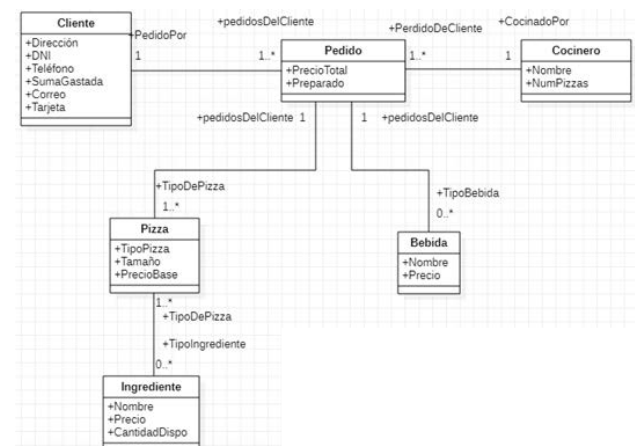 Cliente
+Dirección
+DNI
+Teléfono
+SumaGastada
+Correo
+Tarjeta
+PedidoPor
1
+pedidosDelCliente
1..*
Pedido
+PrecioTotal
+Preparado
+PerdidoDeCliente
1..*
+CocinadoPor
1
Cocinero
+Nombre
+NumPizzas
+pedidosDelCliente 1
1 +pedidosDelCliente
+TipoDePizza
1..*
+TipoBebida
0..*
Pizza
+TipoPizza
+Tamaño
+PrecioBase
Bebida
+Nombre
+Precio
1..*
+TipoDePizza
+TipoIngrediente
0..*
Ingrediente
+Nombre
+Precio
+CantidadDispo